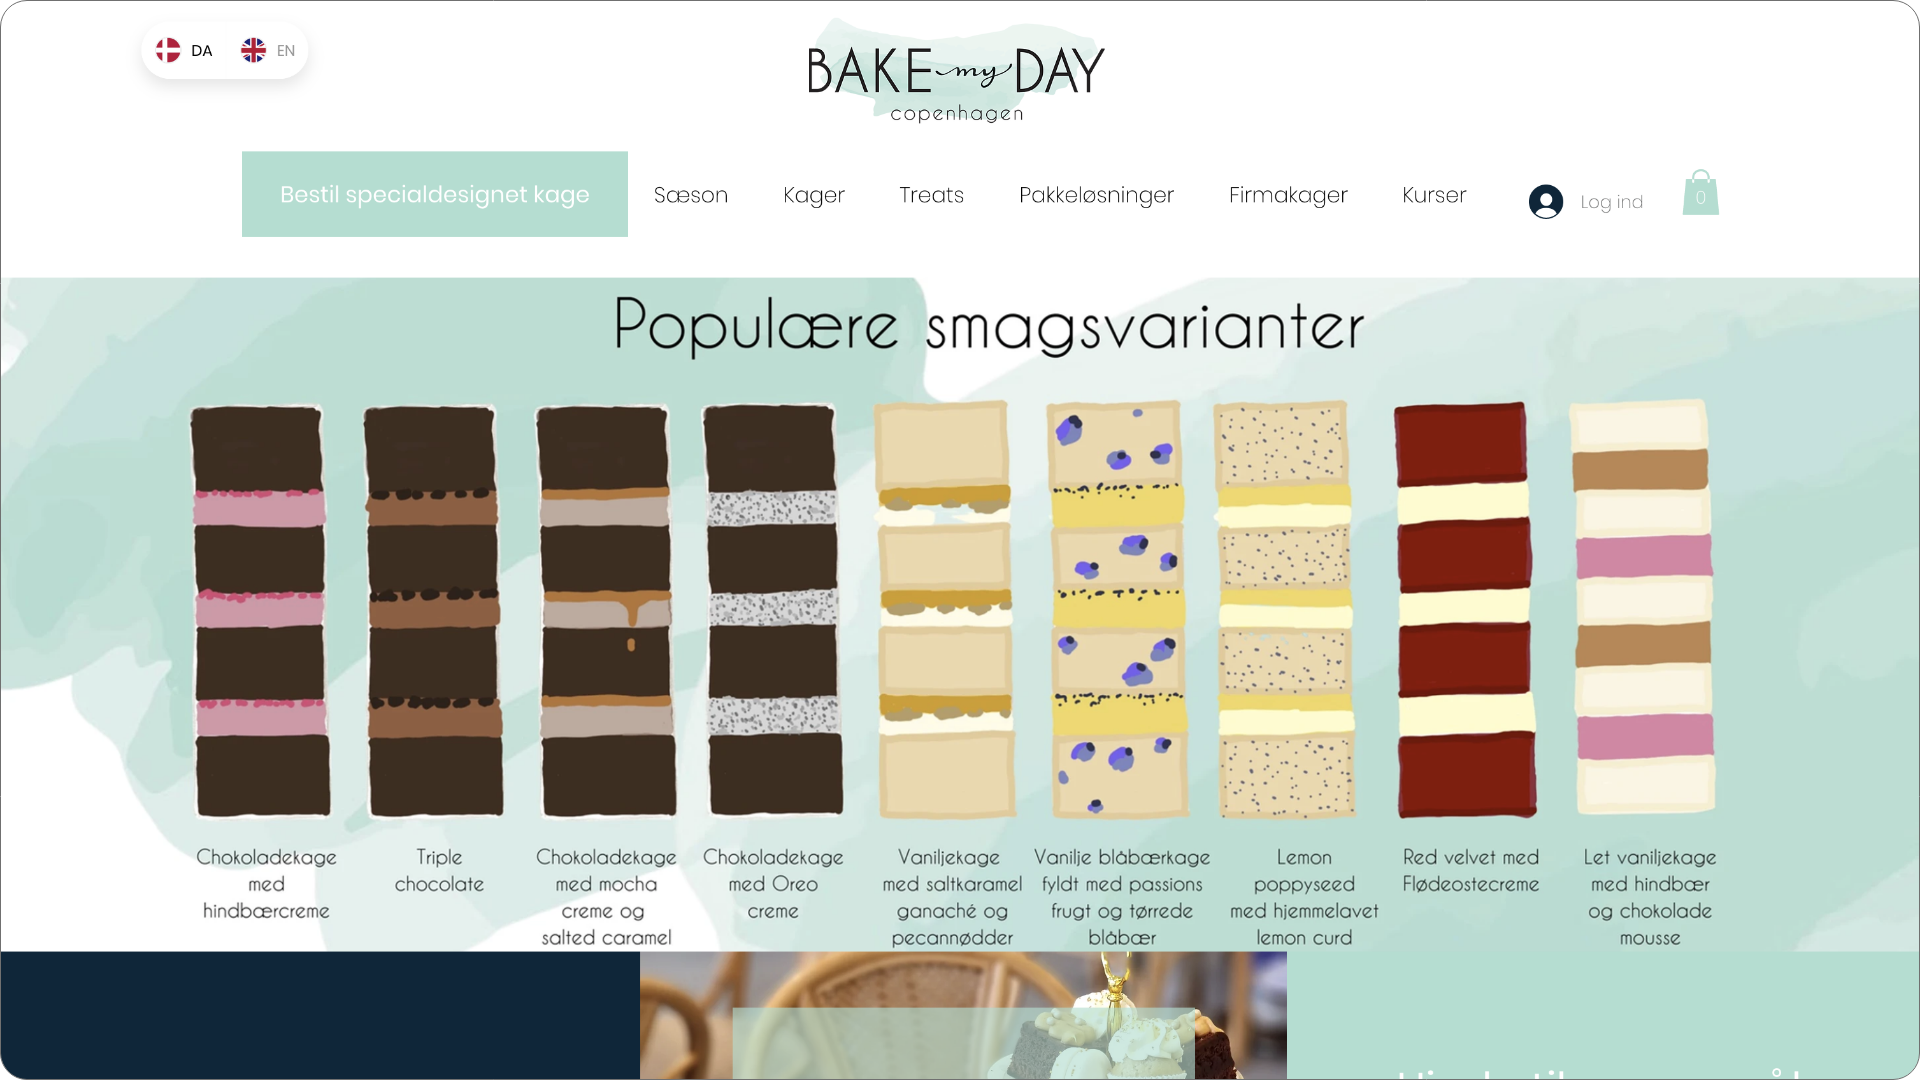 DA
EN
BAKE my DAY
copenhagen
Bestil specialdesignet kage
Sæson
Kager
Treats
Pakkeløsninger
Firmakager
Kurser
Log ind
0
Populære smagsvarianter
Chokoladekage
med
hindbærcreme
Triple
chocolate
Chokoladekage
med mocha
creme og
salted caramel
Chokoladekage
med Oreo
creme
Vaniljekage
med saltkaramel
ganaché og
pecannødder
Vanilje blåbærkage
fyldt med passions
frugt og tørrede
blåbær
Lemon
poppyseed
med hjemmelavet
lemon curd
Red velvet med
Flødeostecreme
Let vaniljekage
med hindbær
og chokolade
mousse